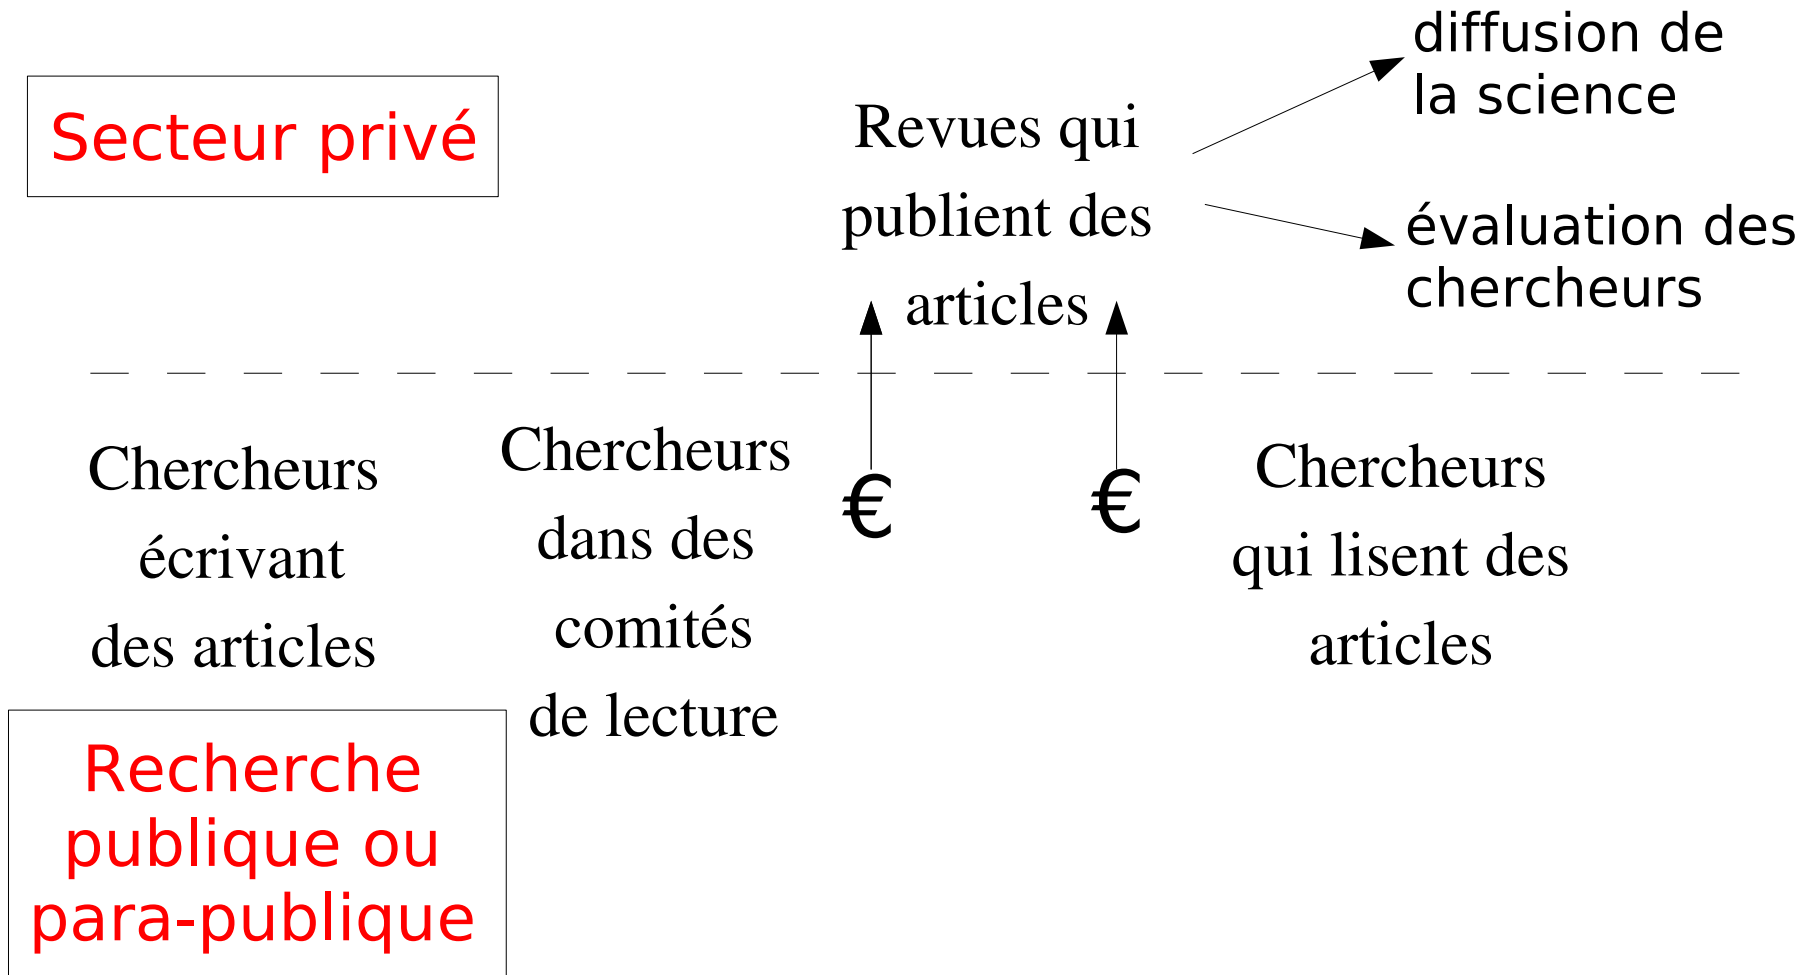 Secteur privé
Revues qui
publient des
articles
diffusion de
la science
évaluation des
chercheurs
Chercheurs
écrivant
des articles
Chercheurs
dans des
comités
de lecture
€
€
Chercheurs
qui lisent des
articles
Recherche
publique ou
para-publique